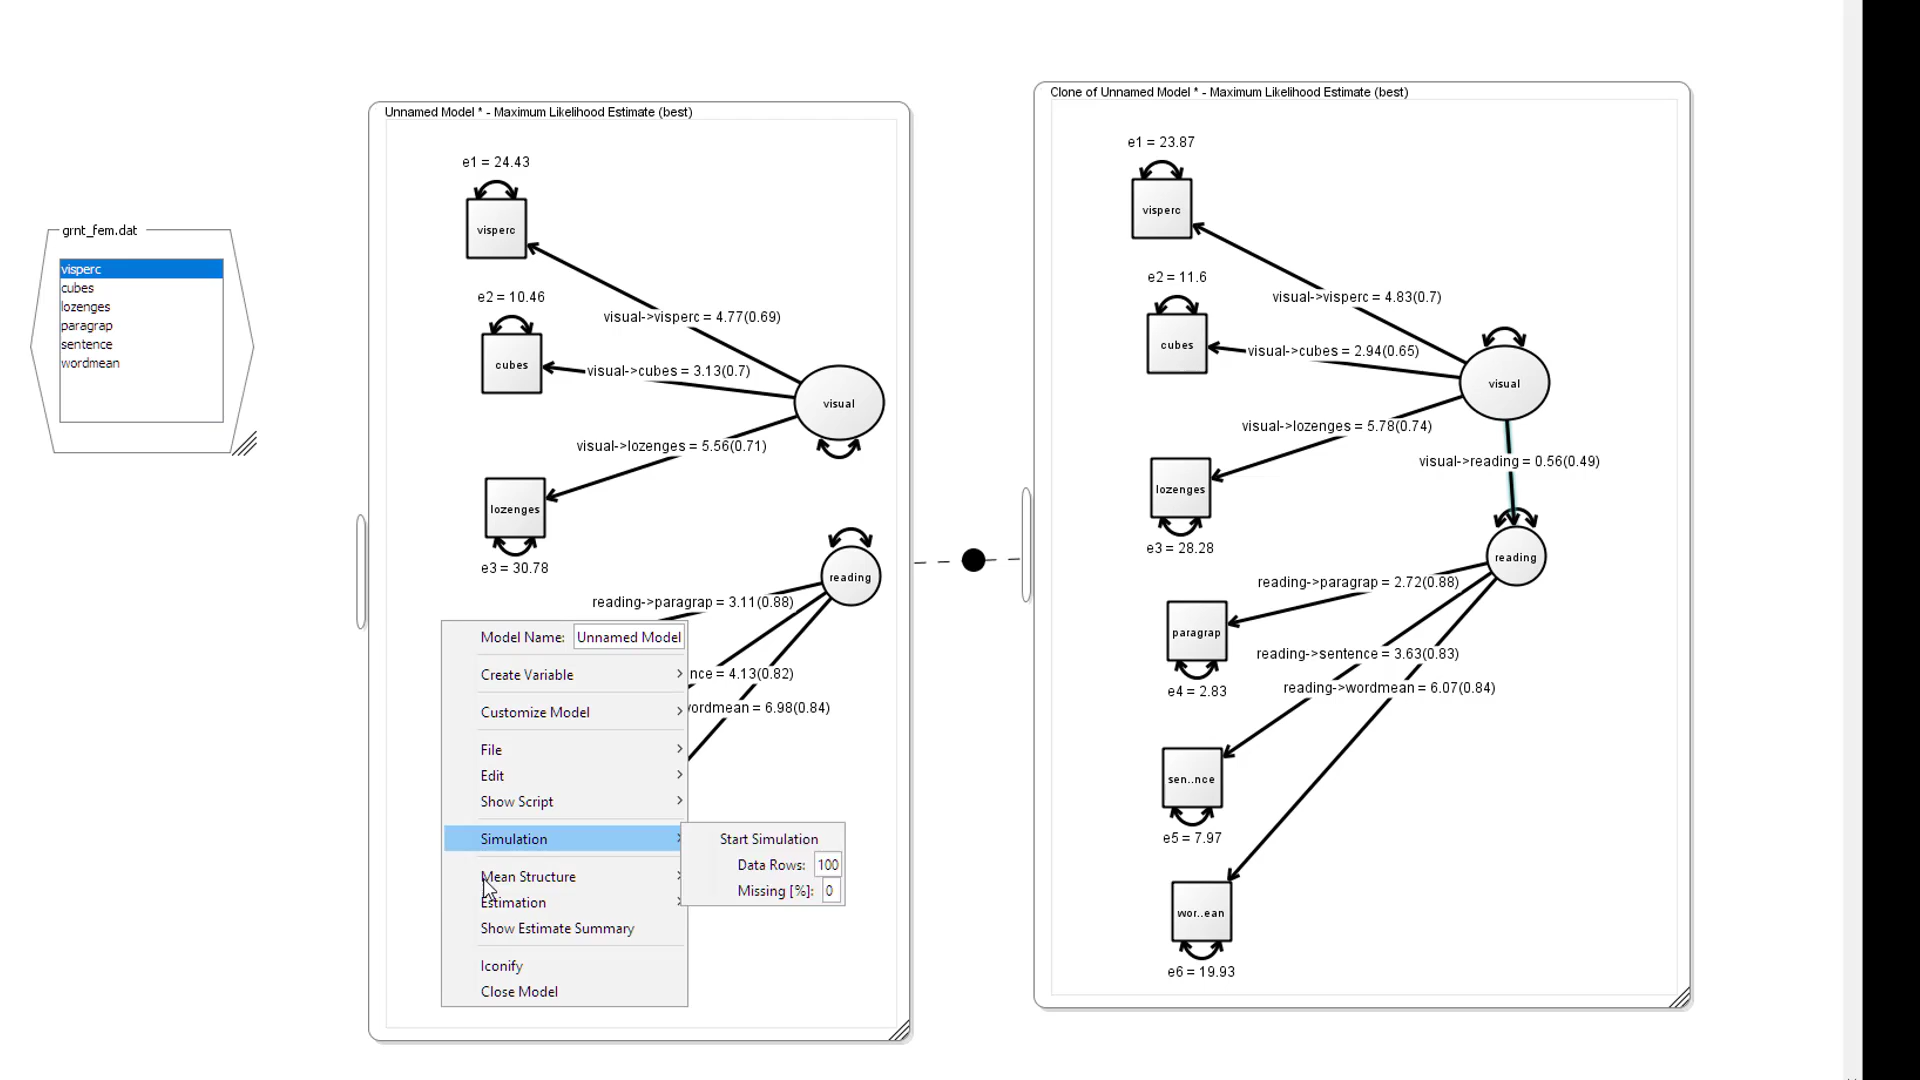 grnt_fem.dat
visperc
cubes
lozenges
paragrap
sentence
wordmean
Unnamed Model * - Maximum Likelihood Estimate (best)
e1 = 24.43
visperc
visual->visperc = 4.77(0.69)
e2 = 10.46
cubes
visual->cubes = 3.13(0.7)
visual
visual->lozenges = 5.56(0.71)
lozenges
e3 = 30.78
reading
reading->paragrap = 3.11(0.88)
nce = 4.13(0.82)
wordmean = 6.98(0.84)
Model Name: Unnamed Model
Create Variable
Customize Model
File
Edit
Show Script
Simulation
Mean Structure
Estimation
Show Estimate Summary
Iconify
Close Model
Start Simulation
Data Rows: 100
Missing [%]: 0
Clone of Unnamed Model * - Maximum Likelihood Estimate (best)
e1 = 23.87
visperc
visual->visperc = 4.83(0.7)
e2 = 11.6
cubes
visual->cubes = 2.94(0.65)
visual
visual->lozenges = 5.78(0.74)
visual->reading = 0.56(0.49)
lozenges
e3 = 28.28
reading
reading->paragrap = 2.72(0.88)
paragrap
reading->sentence = 3.63(0.83)
e4 = 2.83
reading->wordmean = 6.07(0.84)
sen..nce
e5 = 7.97
wor..ean
e6 = 19.93